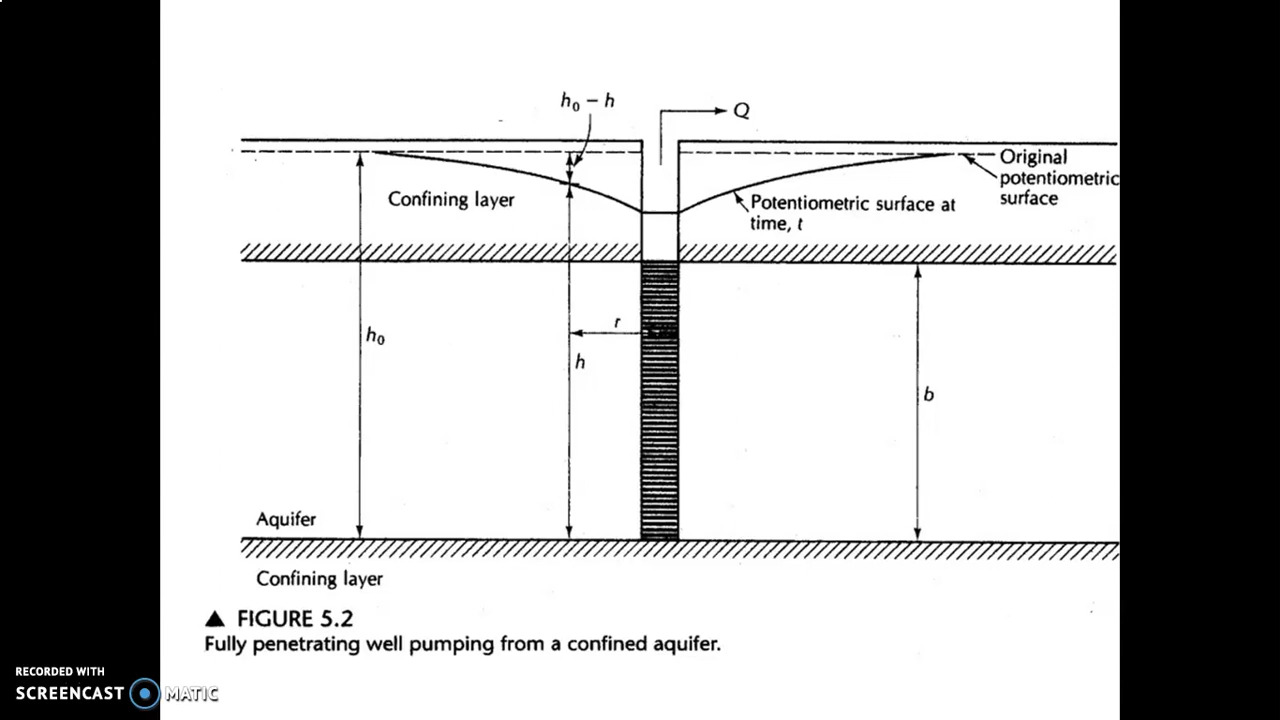 h₀ – h
Q
Original
potentiometric
surface
Confining layer
Potentiometric surface at
time, t
r
h₀
h
b
Aquifer
Confining layer
▲ FIGURE 5.2
Fully penetrating well pumping from a confined aquifer.
RECORDED WITH
SCREENCAST MATIC